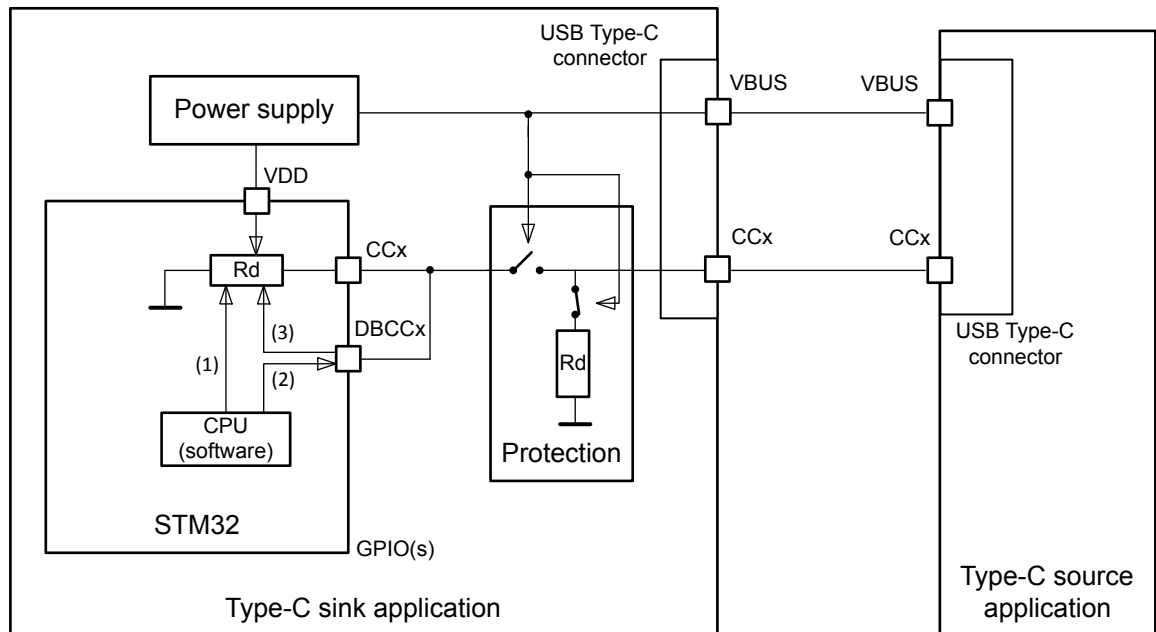 USB Type-C
connector
VBUS
VBUS
Power supply
VDD
CCx
CCx
CCx
Rd
(3)
DBCCx
(1)
(2)
Rd
USB Type-C
connector
CPU
(software)
Protection
STM32
GPIO(s)
Type-C sink application
Type-C source
application